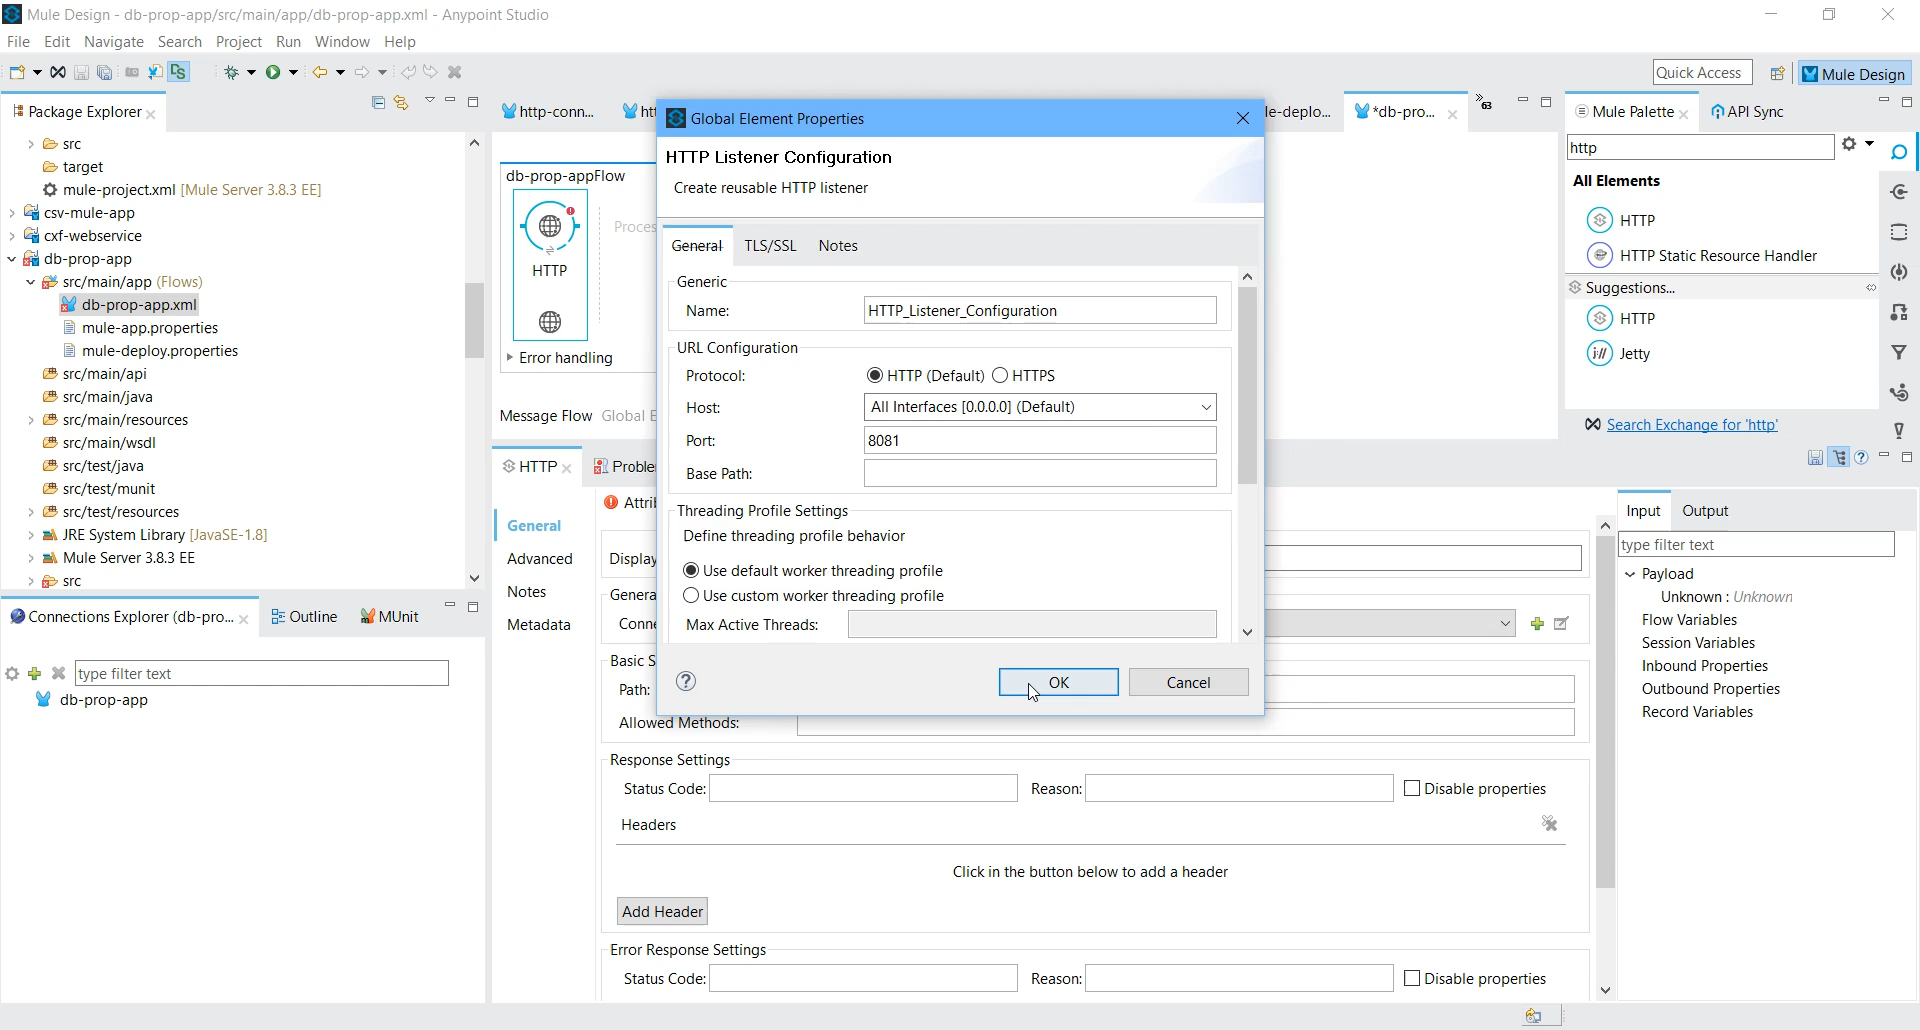 Mule Design - db-prop-app/src/main/app/db-prop-app.xml - Anypoint Studio
File Edit Navigate Search Project Run Window Help
Quick Access
Mule Design
Package Explorer
src
target
mule-project.xml [Mule Server 3.8.3 EE]
csv-mule-app
cxf-webservice
db-prop-app
src/main/app (Flows)
db-prop-app.xml
mule-app.properties
mule-deploy.properties
src/main/api
src/main/java
src/main/resources
src/main/wsdl
src/test/java
src/test/munit
src/test/resources
JRE System Library [JavaSE-1.8]
Mule Server 3.8.3 EE
src
Connections Explorer (db-pro...
Outline
MUnit
type filter text
db-prop-app
http-conn...
htt
le-deplo...
*db-pro...
63
db-prop-appFlow
HTTP
Proces
Error handling
Message Flow Global E
Global Element Properties
HTTP Listener Configuration
Create reusable HTTP listener
General TLS/SSL Notes
Generic
Name: HTTP_Listener_Configuration
URL Configuration
Protocol: HTTP (Default) HTTPS
Host: All Interfaces [0.0.0.0] (Default)
Port: 8081
Base Path:
Threading Profile Settings
Define threading profile behavior
Use default worker threading profile
Use custom worker threading profile
Max Active Threads:
OK Cancel
HTTP
Proble
General
Advanced
Notes
Metadata
Attri
Display
Genera
Conne
Basic S
Path:
Allowed Methods:
Response Settings
Status Code: Reason: Disable properties
Headers
Click in the button below to add a header
Add Header
Error Response Settings
Status Code: Reason: Disable properties
Mule Palette
API Sync
http
All Elements
HTTP
HTTP Static Resource Handler
Suggestions...
HTTP
Jetty
Search Exchange for 'http'
Input Output
type filter text
Payload
Unknown : Unknown
Flow Variables
Session Variables
Inbound Properties
Outbound Properties
Record Variables